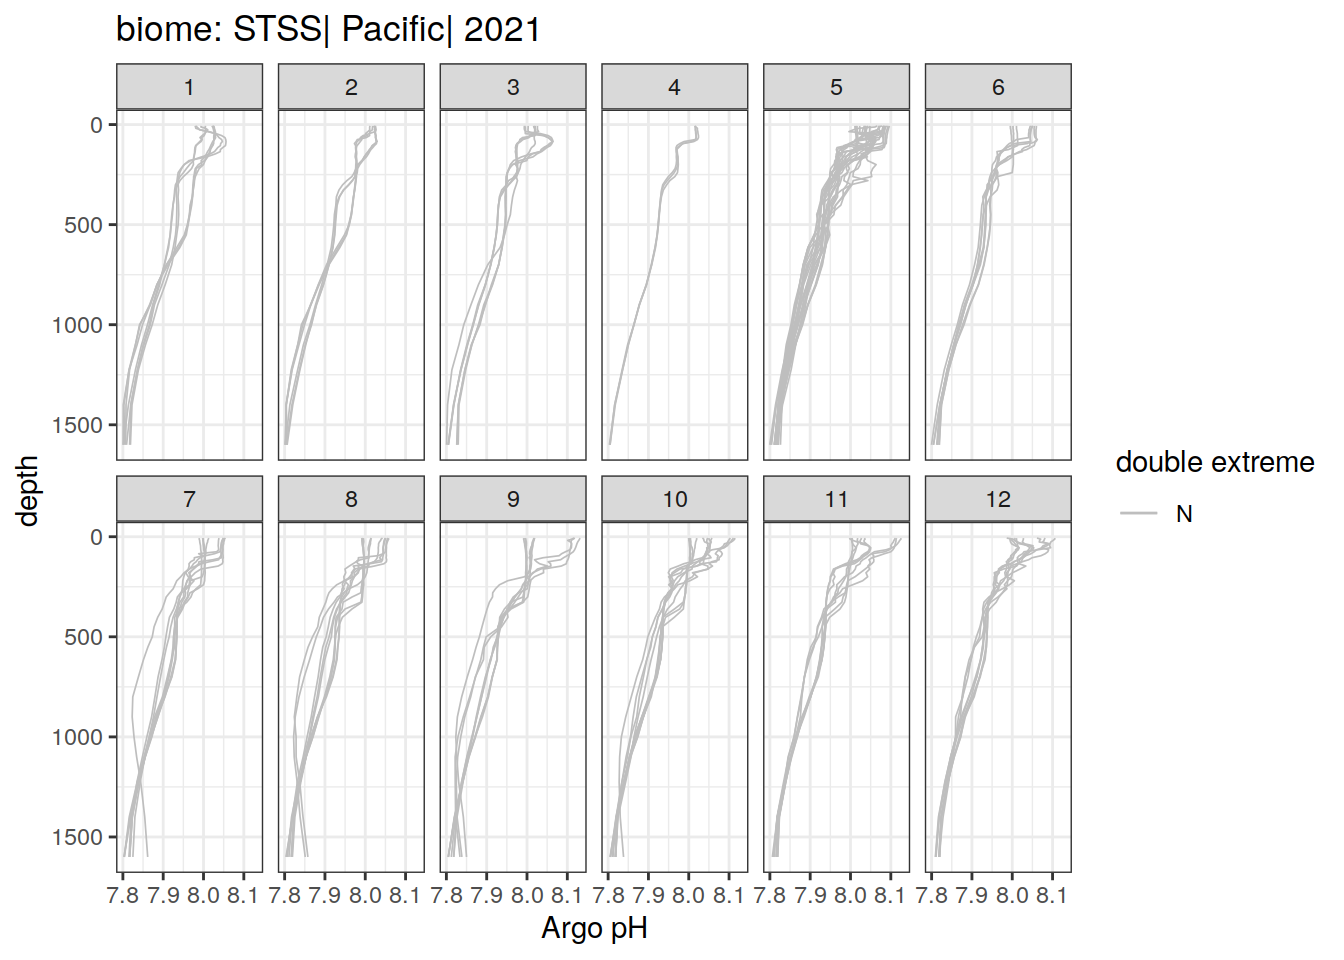 biome: STSS| Pacific| 2021
1 2 3 4 5 6
0
500
1000
1500
7 8 9 10 11 12
0
500
1000
1500
7.8 7.9 8.0 8.1 7.8 7.9 8.0 8.1 7.8 7.9 8.0 8.1 7.8 7.9 8.0 8.1 7.8 7.9 8.0 8.1 7.8 7.9 8.0 8.1
Argo pH
depth
double extreme
N